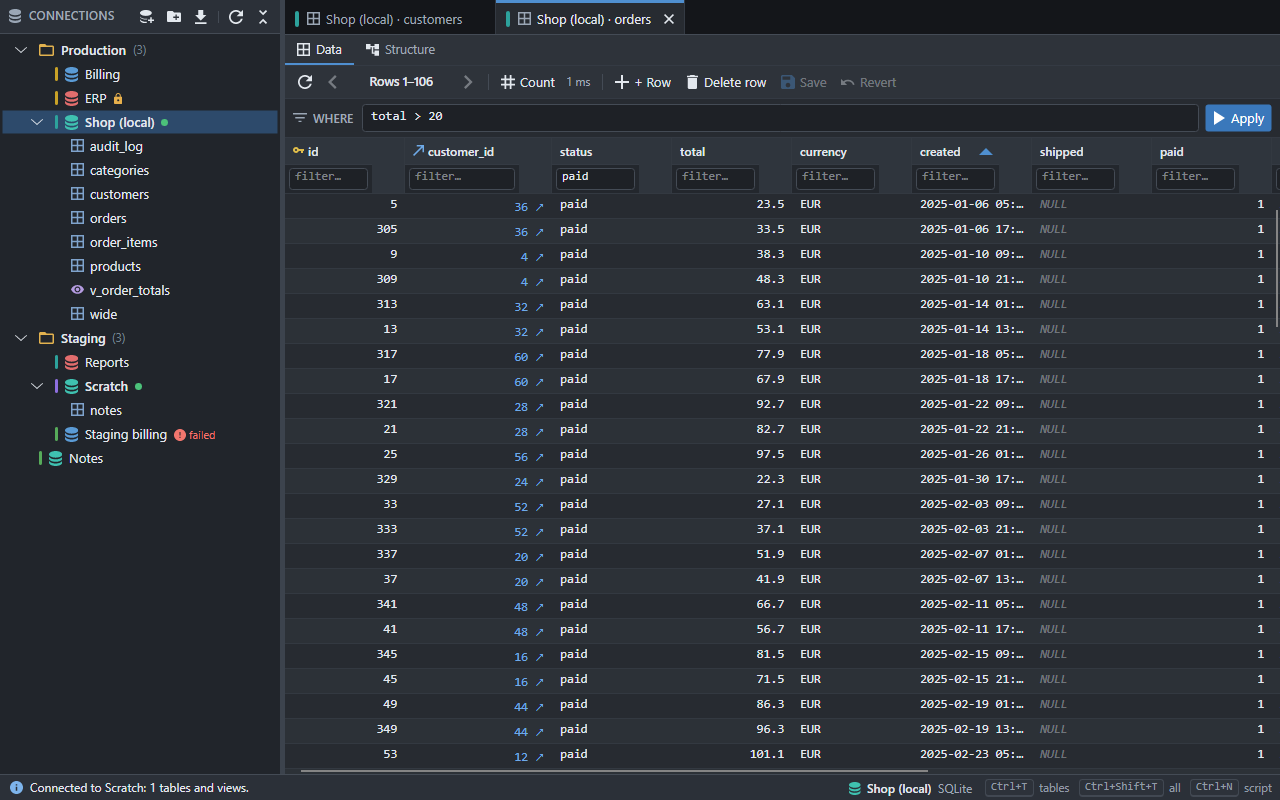 CONNECTIONS
Production (3)
Billing
ERP
Shop (local)
audit_log
categories
customers
orders
order_items
products
v_order_totals
wide
Staging (3)
Reports
Scratch
notes
Staging billing failed
Notes
Shop (local) · customers
Shop (local) · orders
Data Structure
Rows 1–106 Count 1 ms + Row Delete row Save Revert
WHERE total > 20 Apply
id customer_id status total currency created shipped paid
filter… filter… paid filter… filter… filter… filter… filter…
5 36 ↗ paid 23.5 EUR 2025-01-06 05:… NULL 1
305 36 ↗ paid 33.5 EUR 2025-01-06 17:… NULL 1
9 4 ↗ paid 38.3 EUR 2025-01-10 09:… NULL 1
309 4 ↗ paid 48.3 EUR 2025-01-10 21:… NULL 1
313 32 ↗ paid 63.1 EUR 2025-01-14 01:… NULL 1
13 32 ↗ paid 53.1 EUR 2025-01-14 13:… NULL 1
317 60 ↗ paid 77.9 EUR 2025-01-18 05:… NULL 1
17 60 ↗ paid 67.9 EUR 2025-01-18 17:… NULL 1
321 28 ↗ paid 92.7 EUR 2025-01-22 09:… NULL 1
21 28 ↗ paid 82.7 EUR 2025-01-22 21:… NULL 1
25 56 ↗ paid 97.5 EUR 2025-01-26 01:… NULL 1
329 24 ↗ paid 22.3 EUR 2025-01-30 17:… NULL 1
33 52 ↗ paid 27.1 EUR 2025-02-03 09:… NULL 1
333 52 ↗ paid 37.1 EUR 2025-02-03 21:… NULL 1
337 20 ↗ paid 51.9 EUR 2025-02-07 01:… NULL 1
37 20 ↗ paid 41.9 EUR 2025-02-07 13:… NULL 1
341 48 ↗ paid 66.7 EUR 2025-02-11 05:… NULL 1
41 48 ↗ paid 56.7 EUR 2025-02-11 17:… NULL 1
345 16 ↗ paid 81.5 EUR 2025-02-15 09:… NULL 1
45 16 ↗ paid 71.5 EUR 2025-02-15 21:… NULL 1
49 44 ↗ paid 86.3 EUR 2025-02-19 01:… NULL 1
349 44 ↗ paid 96.3 EUR 2025-02-19 13:… NULL 1
53 12 ↗ paid 101.1 EUR 2025-02-23 05:… NULL 1
Connected to Scratch: 1 tables and views.
Shop (local) SQLite Ctrl+T tables Ctrl+Shift+T all Ctrl+N script